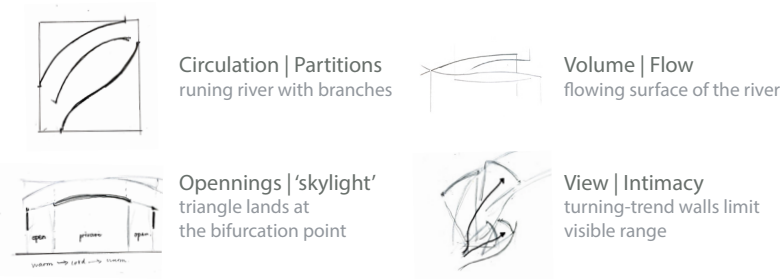 Circulation | Partitions
runing river with branches
Volume | Flow
flowing surface of the river
Opennings | 'skylight'
triangle lands at
the bifurcation point
open private open
warm → cold → warm
View | Intimacy
turning-trend walls limit
visible range